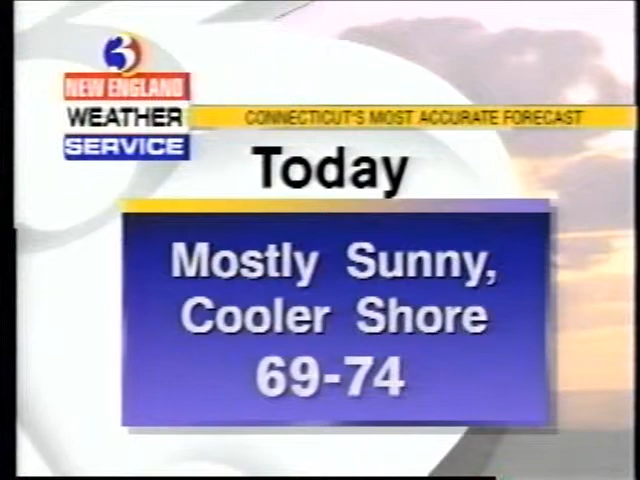 3
NEW ENGLAND
WEATHER
SERVICE
CONNECTICUT'S MOST ACCURATE FORECAST
Today
Mostly Sunny,
Cooler Shore
69-74